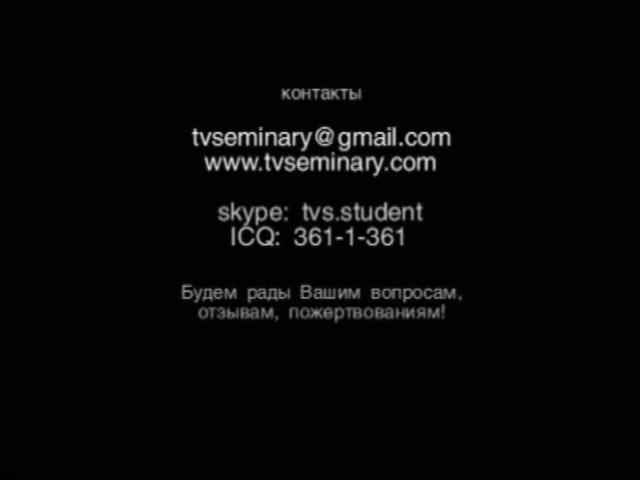 контакты
tvseminary@gmail.com
www.tvseminary.com
skype: tvs.student
ICQ: 361-1-361
Будем рады Вашим вопросам,
отзывам, пожертвованиям!